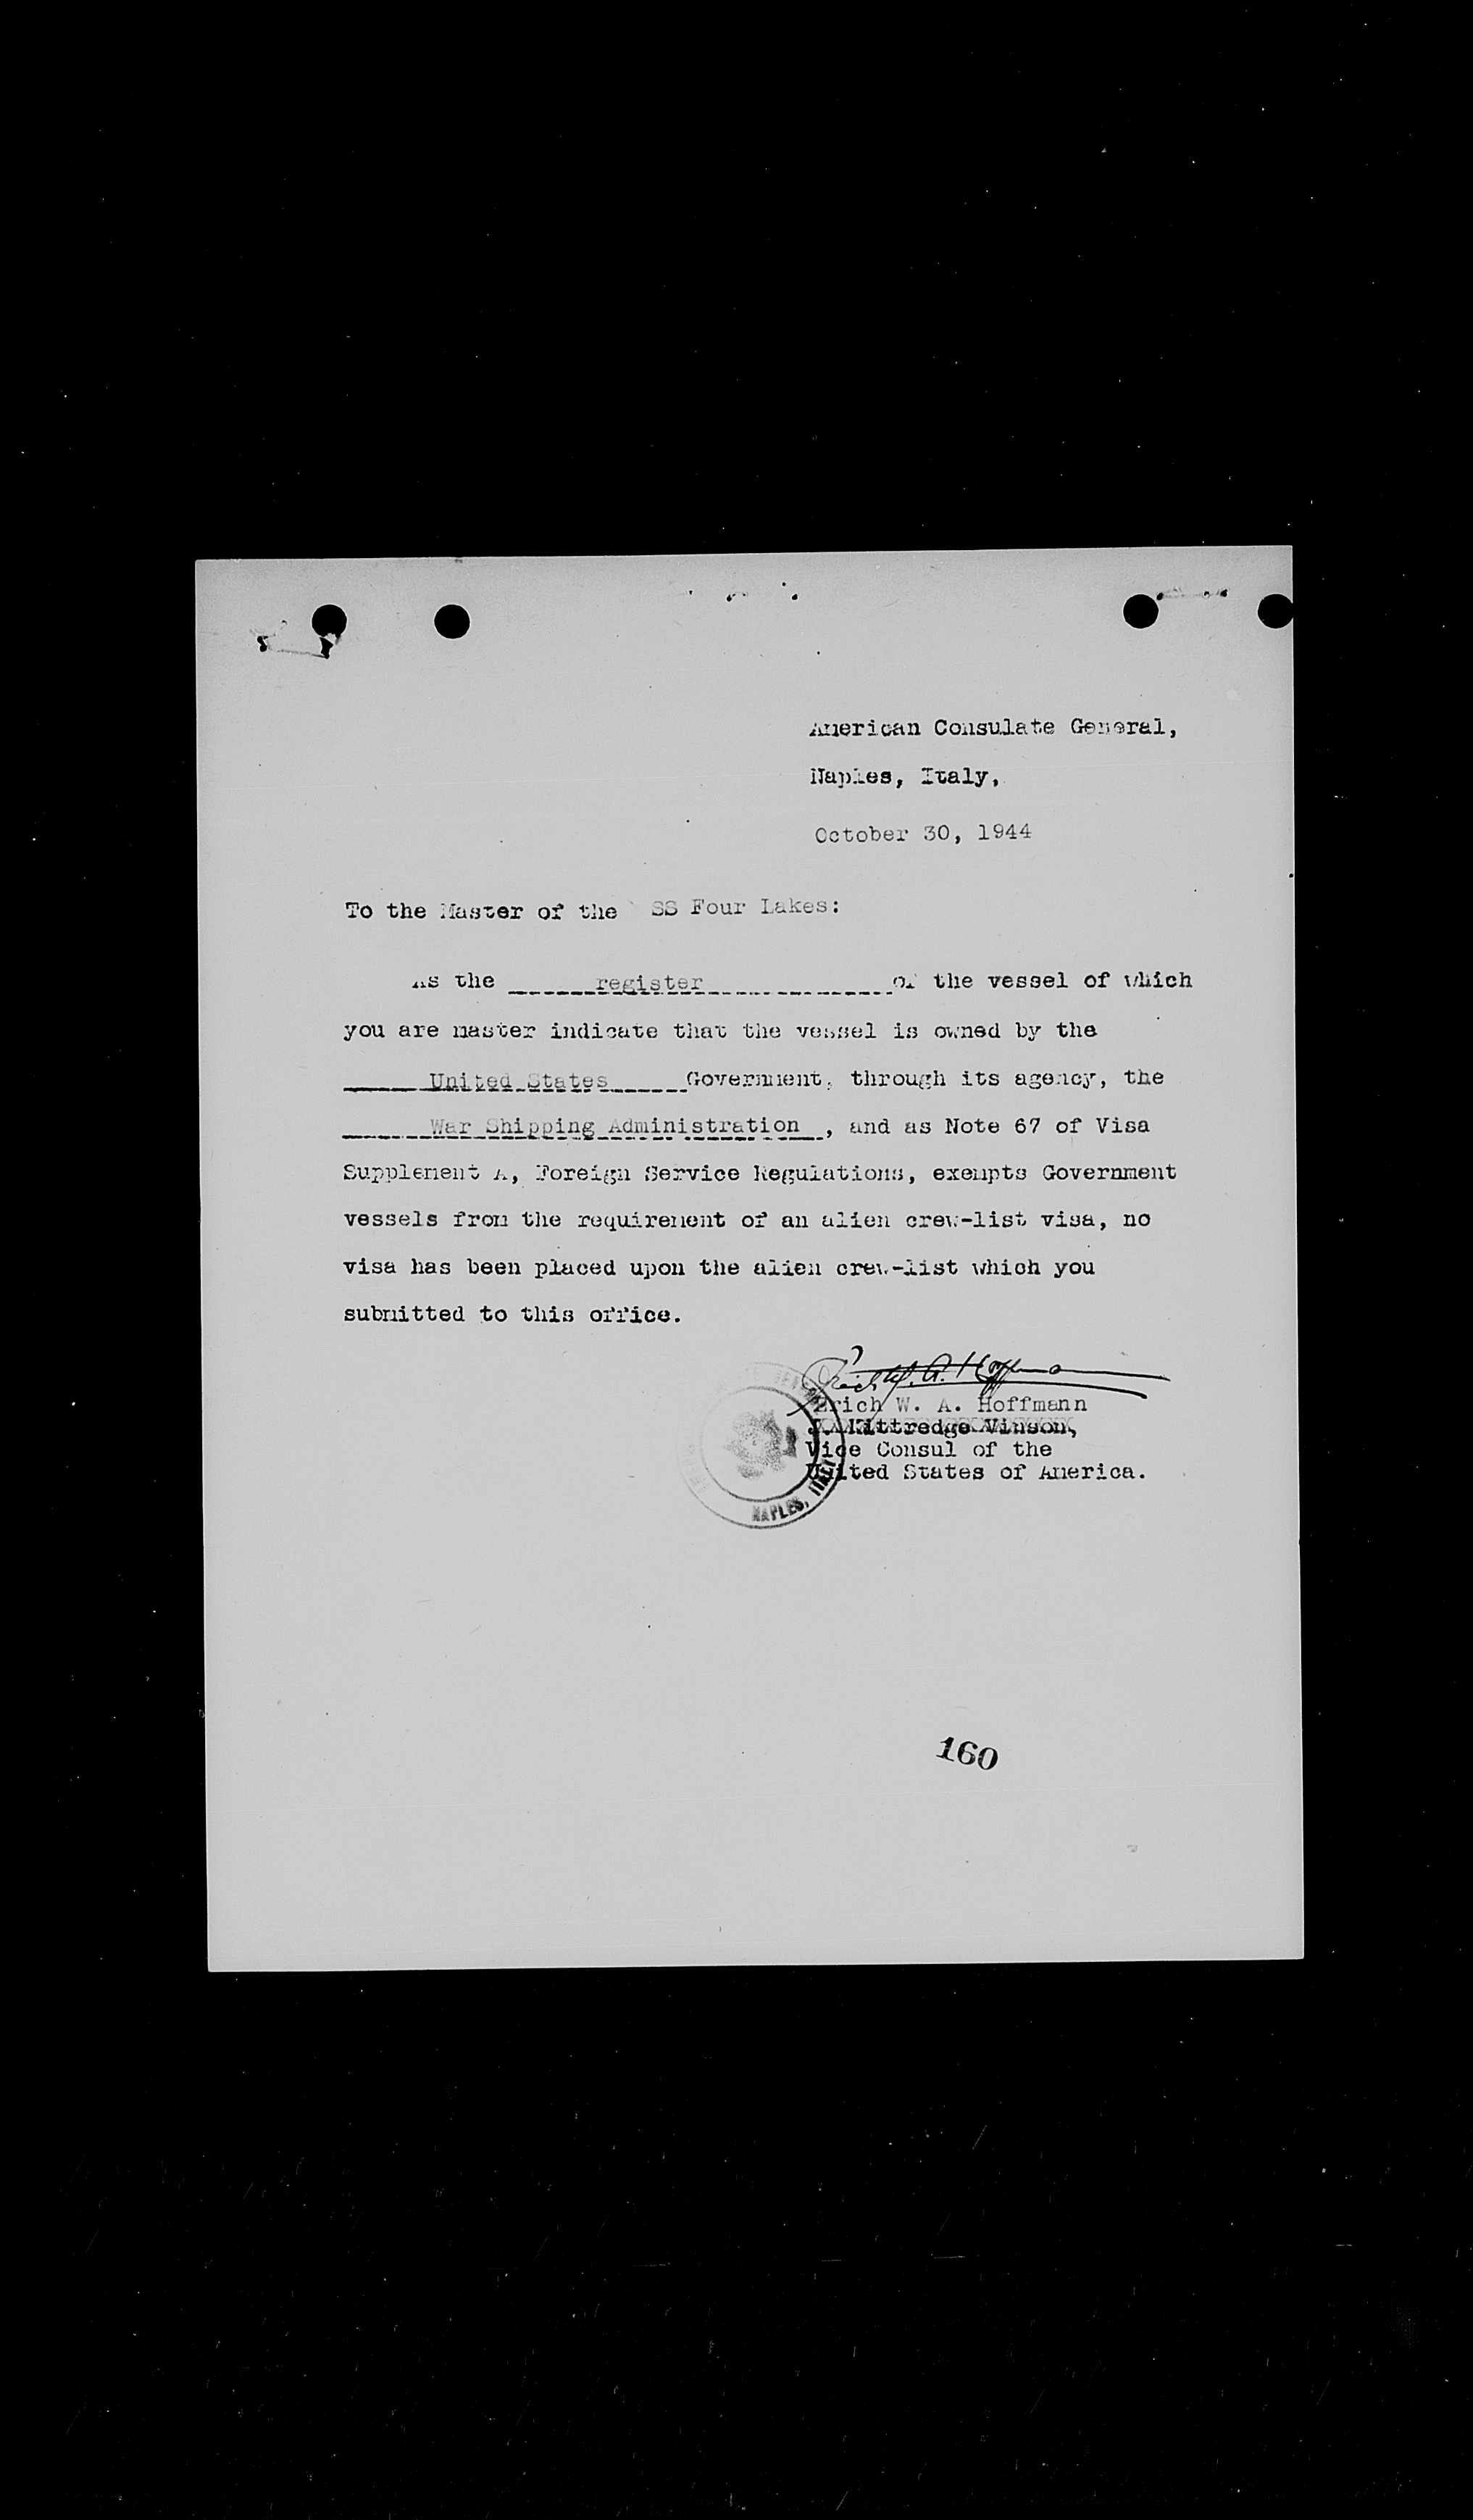 American Consulate General,
Naples, Italy,
October 30, 1944
To the Master of the SS Four Lakes:
As the register of the vessel of which
you are master indicate that the vessel is owned by the
United States Government, through its agency, the
War Shipping Administration, and as Note 67 of Visa
Supplement A, Foreign Service Regulations, exempts Government
vessels from the requirement of an alien crew-list visa, no
visa has been placed upon the alien crew-list which you
submitted to this office.
Erich W. A. Hoffmann
Erich W. A. Hoffmann
J. Kittredge Vinson,
Vice Consul of the
United States of America.
NAPLES, ITALY
160